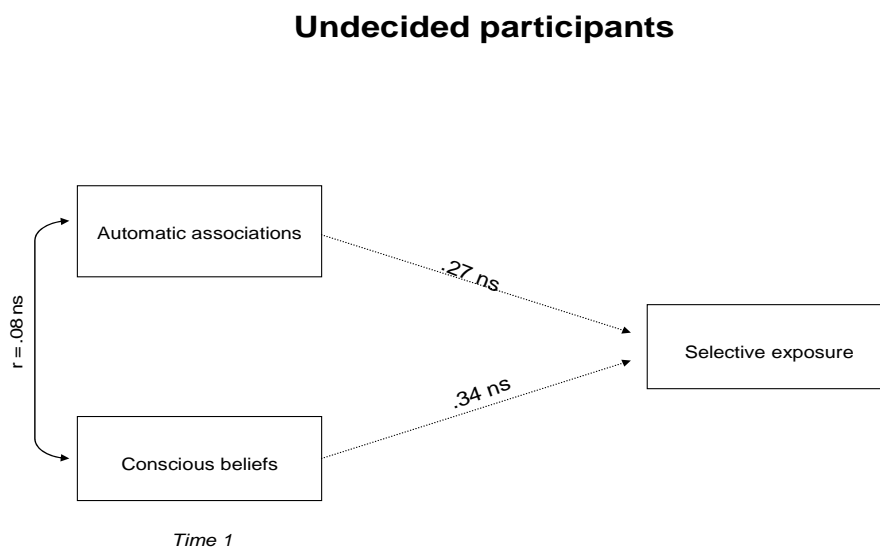 Undecided participants
Automatic associations
.27 ns
r = .08 ns
Selective exposure
.34 ns
Conscious beliefs
Time 1